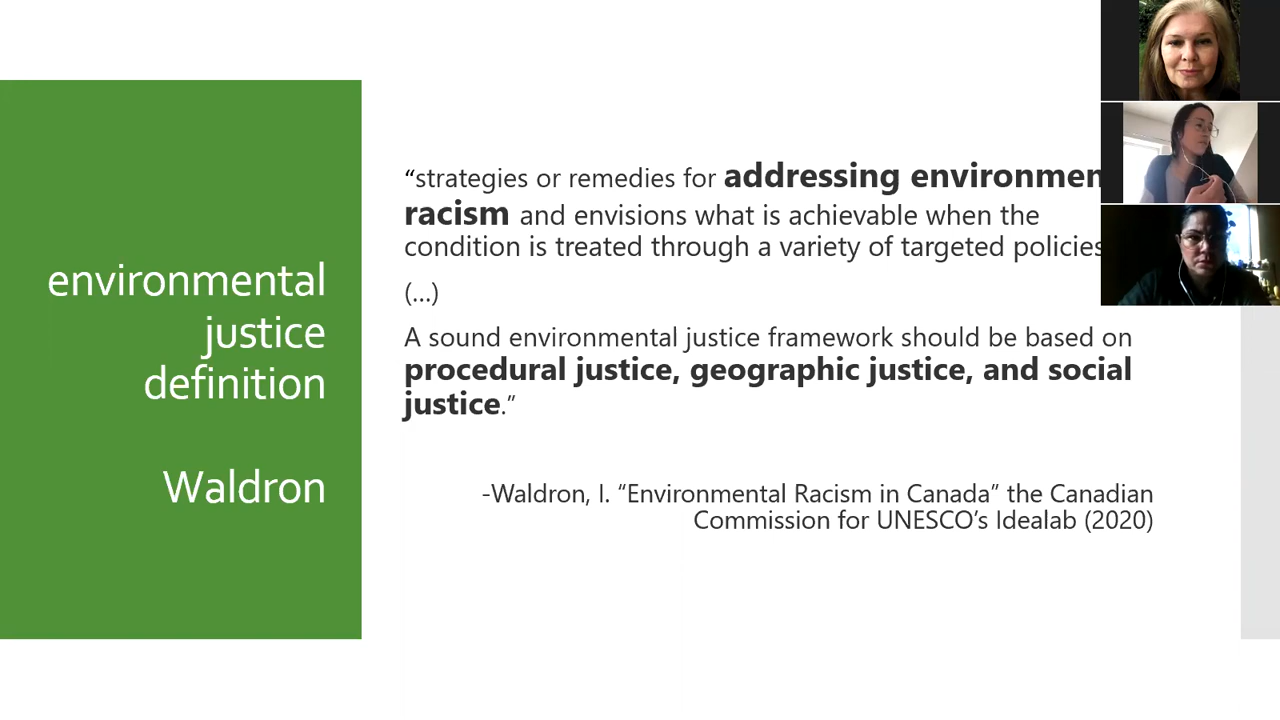 environmental
justice
definition
Waldron
“strategies or remedies for addressing environmen
racism and envisions what is achievable when the
condition is treated through a variety of targeted policies
(…)
A sound environmental justice framework should be based on
procedural justice, geographic justice, and social
justice.”
-Waldron, I. “Environmental Racism in Canada” the Canadian
Commission for UNESCO’s Idealab (2020)